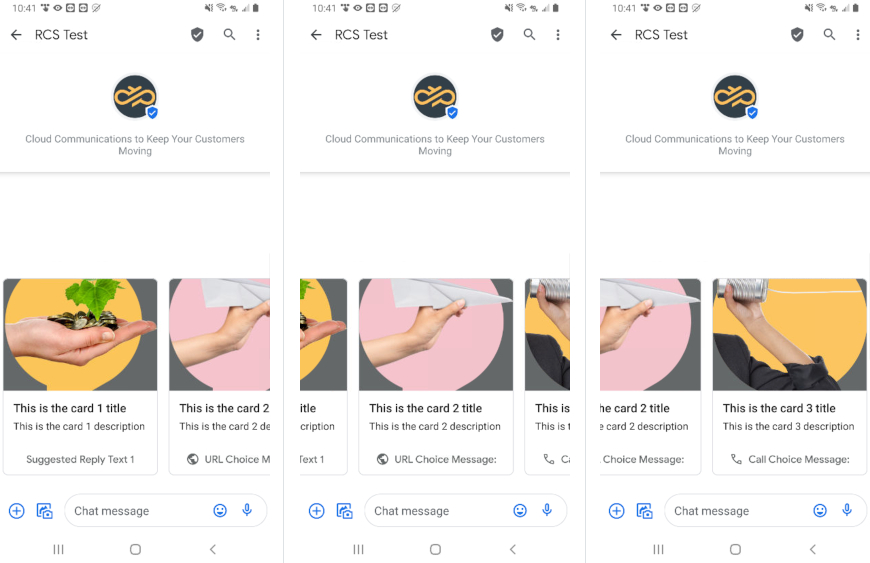 10:41
RCS Test
Cloud Communications to Keep Your Customers
Moving
This is the card 1 title
This is the card 1 description
Suggested Reply Text 1
This is the card 2
This is the card 2 de
URL Choice M
Chat message
10:41
RCS Test
Cloud Communications to Keep Your Customers
Moving
itle
cription
Text 1
This is the card 2 title
This is the card 2 description
URL Choice Message:
This is
This is t
Chat message
10:41
RCS Test
Cloud Communications to Keep Your Customers
Moving
he card 2 title
e card 2 description
Choice Message:
This is the card 3 title
This is the card 3 description
Call Choice Message:
Chat message